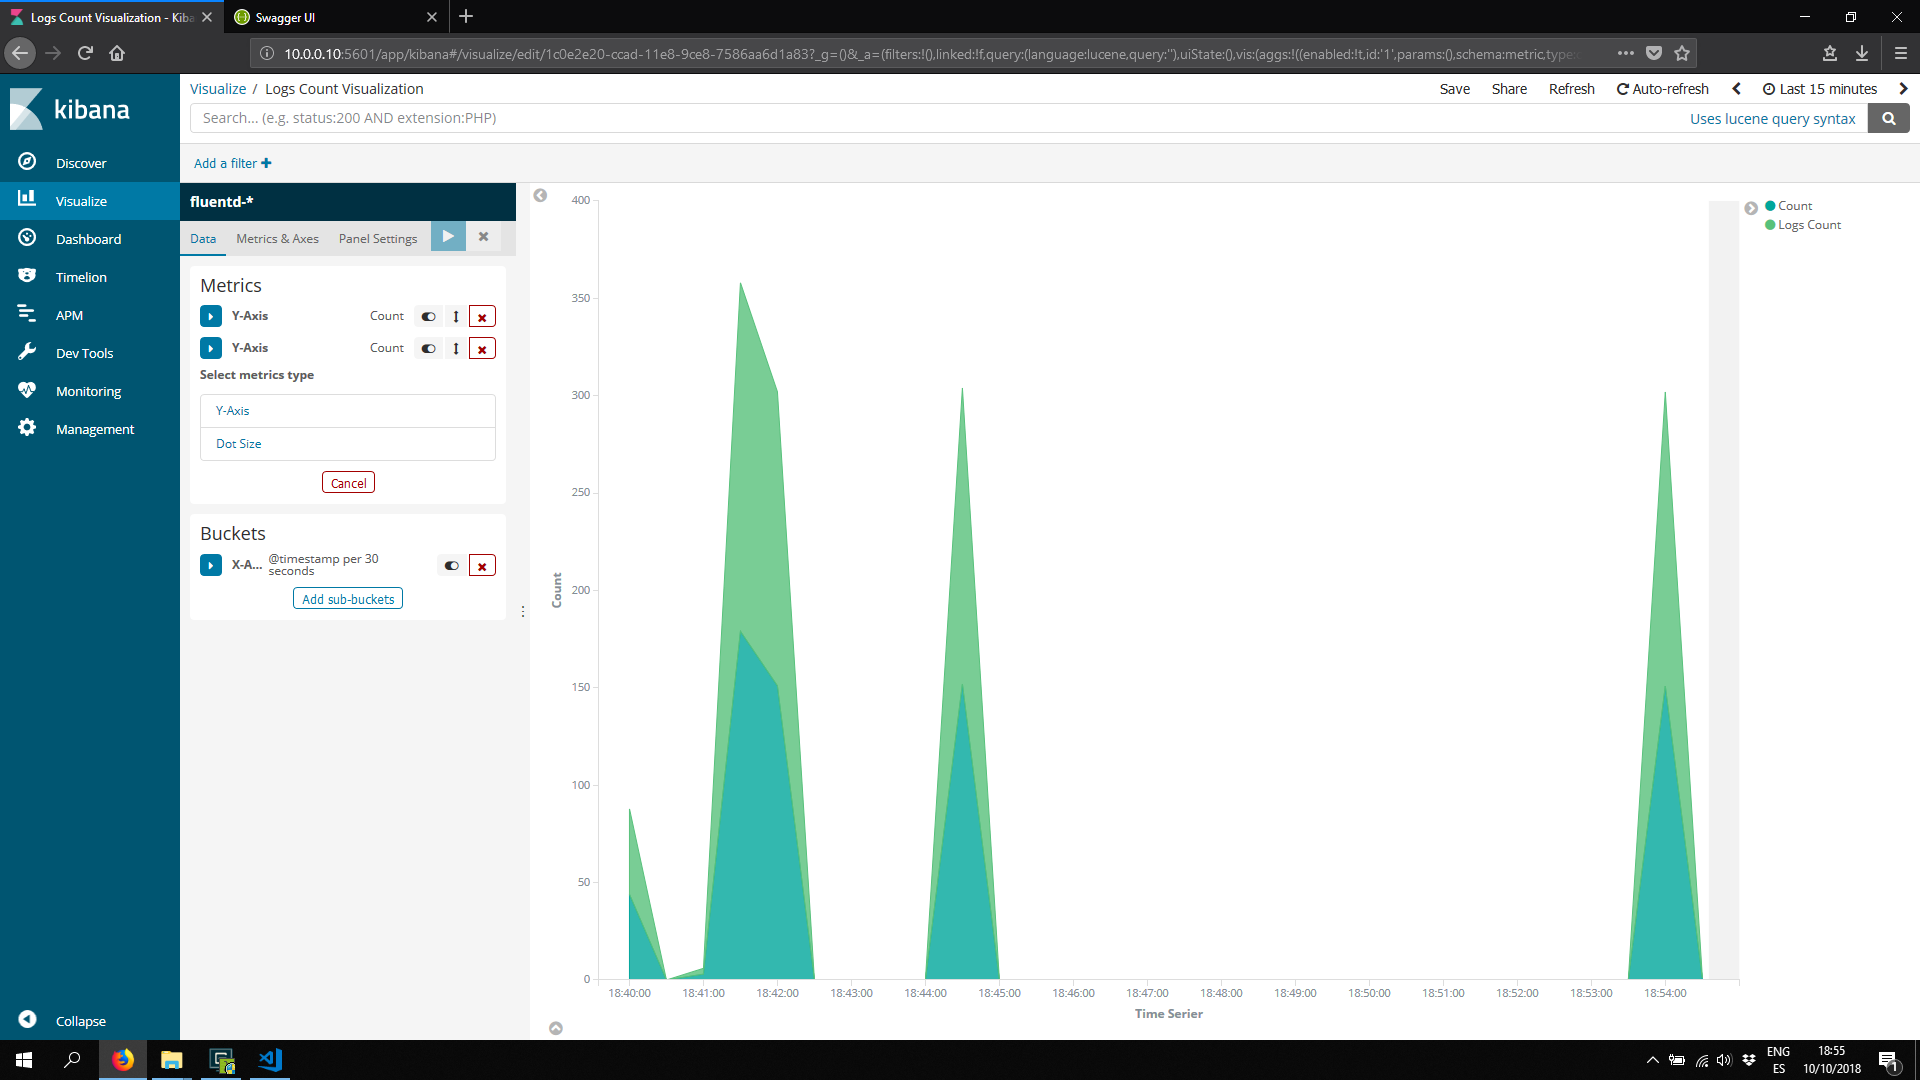 Logs Count Visualization - Kiba
Swagger UI
10.0.0.10:5601/app/kibana#/visualize/edit/1c0e2e20-ccad-11e8-9ce8-7586aa6d1a83?_g=()&_a=(filters:!(),linked:!f,query:(language:lucene,query:''),uiState:(),vis:(aggs:!((enabled:!t,id:'1',params:(),schema:metric,type:
kibana
Discover
Visualize
Dashboard
Timelion
APM
Dev Tools
Monitoring
Management
Collapse
Visualize / Logs Count Visualization
Save Share Refresh Auto-refresh Last 15 minutes
Search... (e.g. status:200 AND extension:PHP)
Uses lucene query syntax
Add a filter +
fluentd-*
Data Metrics & Axes Panel Settings
Metrics
Y-Axis Count
Y-Axis Count
Select metrics type
Y-Axis
Dot Size
Cancel
Buckets
X-A... @timestamp per 30
seconds
Add sub-buckets
400
350
300
250
200
150
100
50
0
Count
18:40:00 18:41:00 18:42:00 18:43:00 18:44:00 18:45:00 18:46:00 18:47:00 18:48:00 18:49:00 18:50:00 18:51:00 18:52:00 18:53:00 18:54:00
Time Serier
Count
Logs Count
ENG
ES
18:55
10/10/2018
1